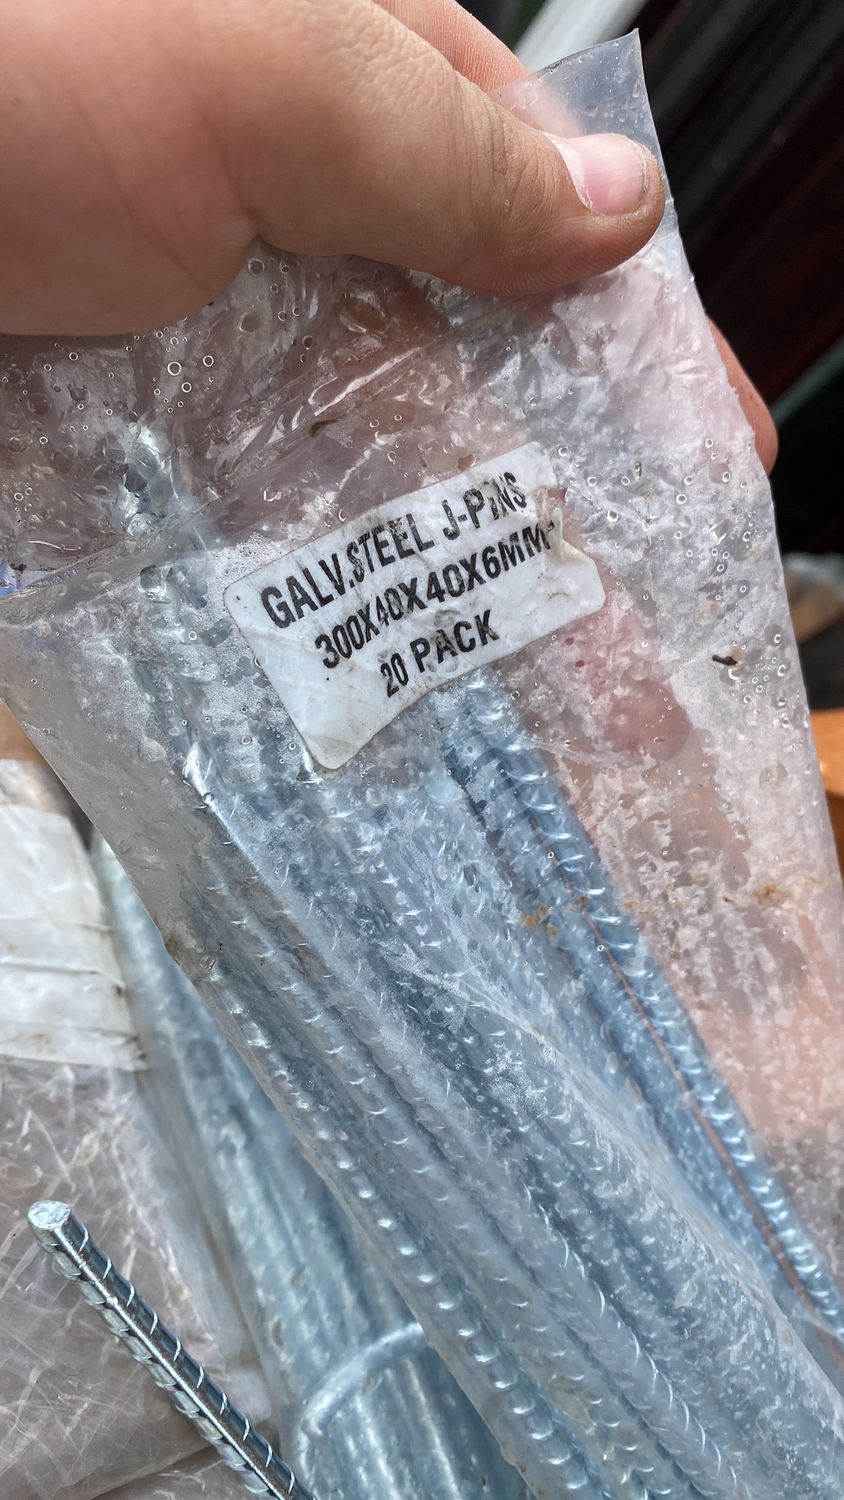 GALV.STEEL J-PINS
300X40X40X6MM
20 PACK